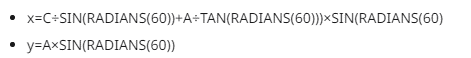 • x=C÷SIN(RADIANS(60))+A÷TAN(RADIANS(60)))×SIN(RADIANS(60)
• y=A×SIN(RADIANS(60))